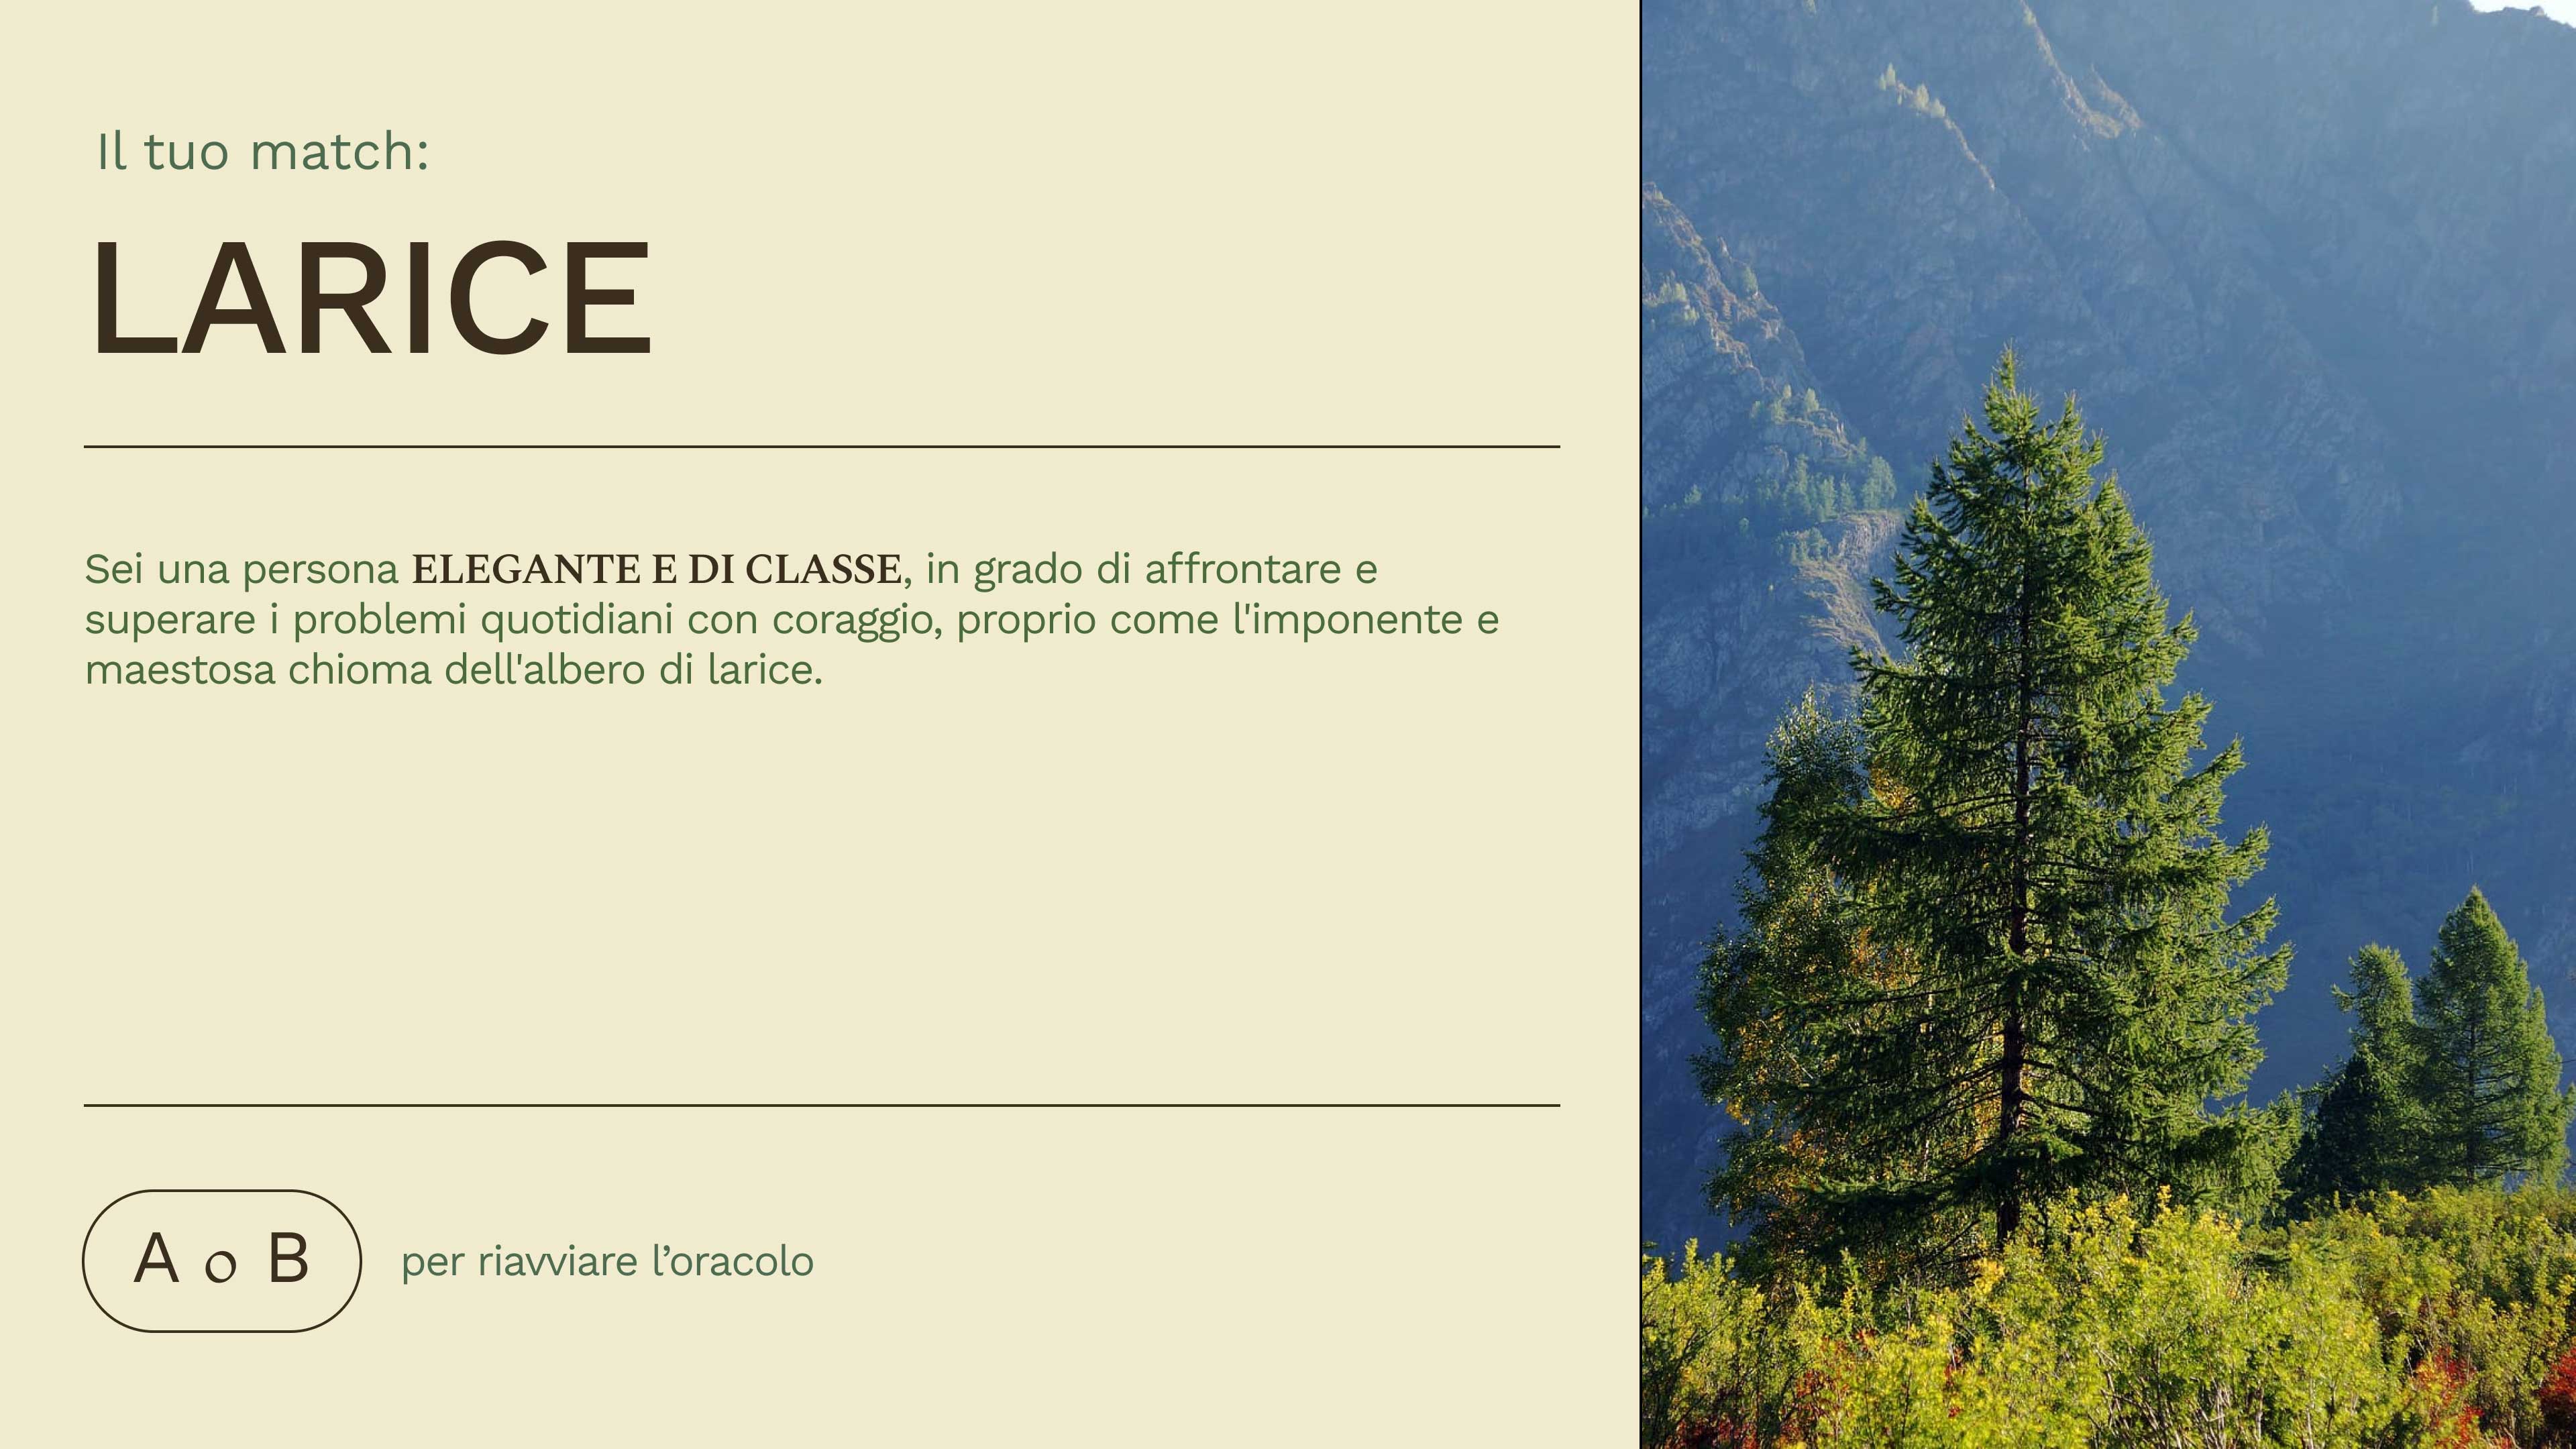 Il tuo match:
LARICE
Sei una persona ELEGANTE E DI CLASSE, in grado di affrontare e
superare i problemi quotidiani con coraggio, proprio come l'imponente e
maestosa chioma dell'albero di larice.
A o B per riavviare l’oracolo